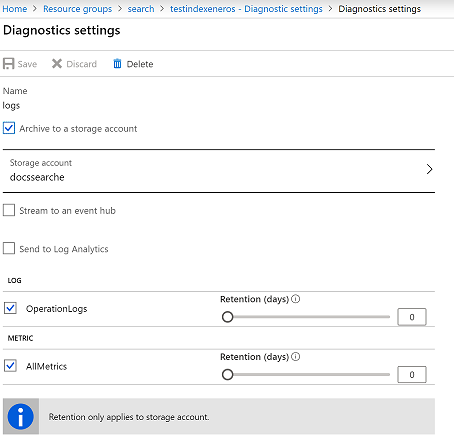 Home > Resource groups > search > testindexeneros - Diagnostic settings > Diagnostics settings
Diagnostics settings
Save Discard Delete
Name
logs
Archive to a storage account
Storage account
docssearche
Stream to an event hub
Send to Log Analytics
LOG
OperationLogs Retention (days) 0
METRIC
AllMetrics Retention (days) 0
Retention only applies to storage account.